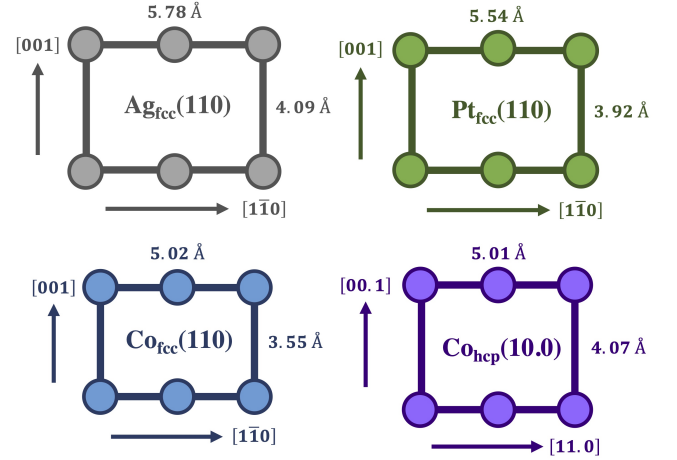 5.78 Å
[001]
Ag_fcc(110)
4.09 Å
[11̅0]
5.54 Å
[001]
Pt_fcc(110)
3.92 Å
[11̅0]
5.02 Å
[001]
Co_fcc(110)
3.55 Å
[11̅0]
5.01 Å
[00.1]
Co_hcp(10.0)
4.07 Å
[11.0]